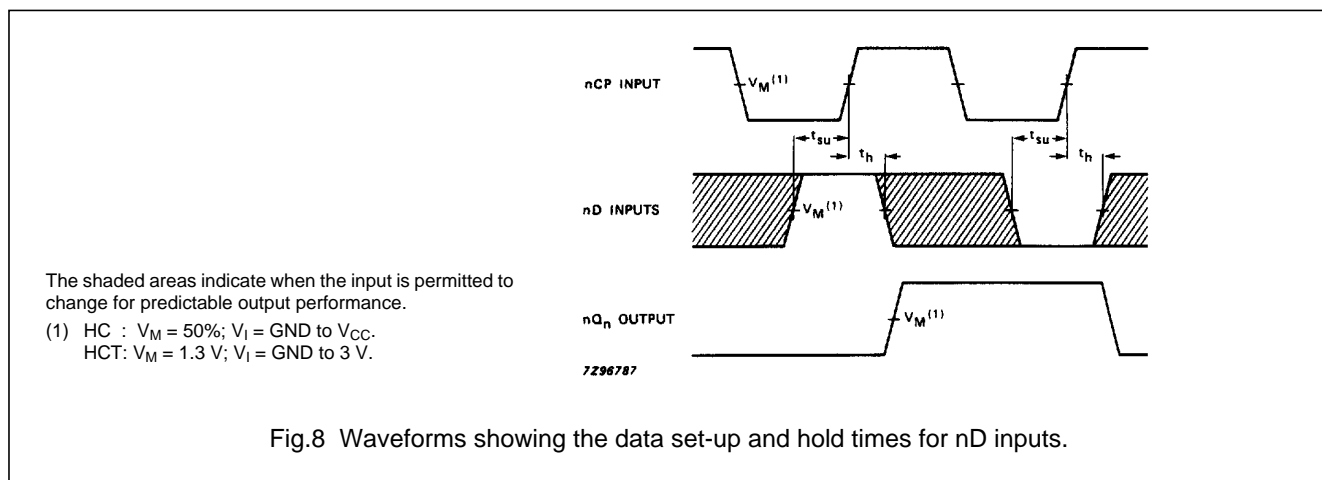 nCP INPUT
V_M (1)
t_su
t_su
t_h
t_h
nD INPUTS
V_M (1)
The shaded areas indicate when the input is permitted to
change for predictable output performance.
(1) HC : V_M = 50%; V_I = GND to V_CC.
HCT: V_M = 1.3 V; V_I = GND to 3 V.
nQ_n OUTPUT
V_M (1)
7Z96787
Fig.8 Waveforms showing the data set-up and hold times for nD inputs.